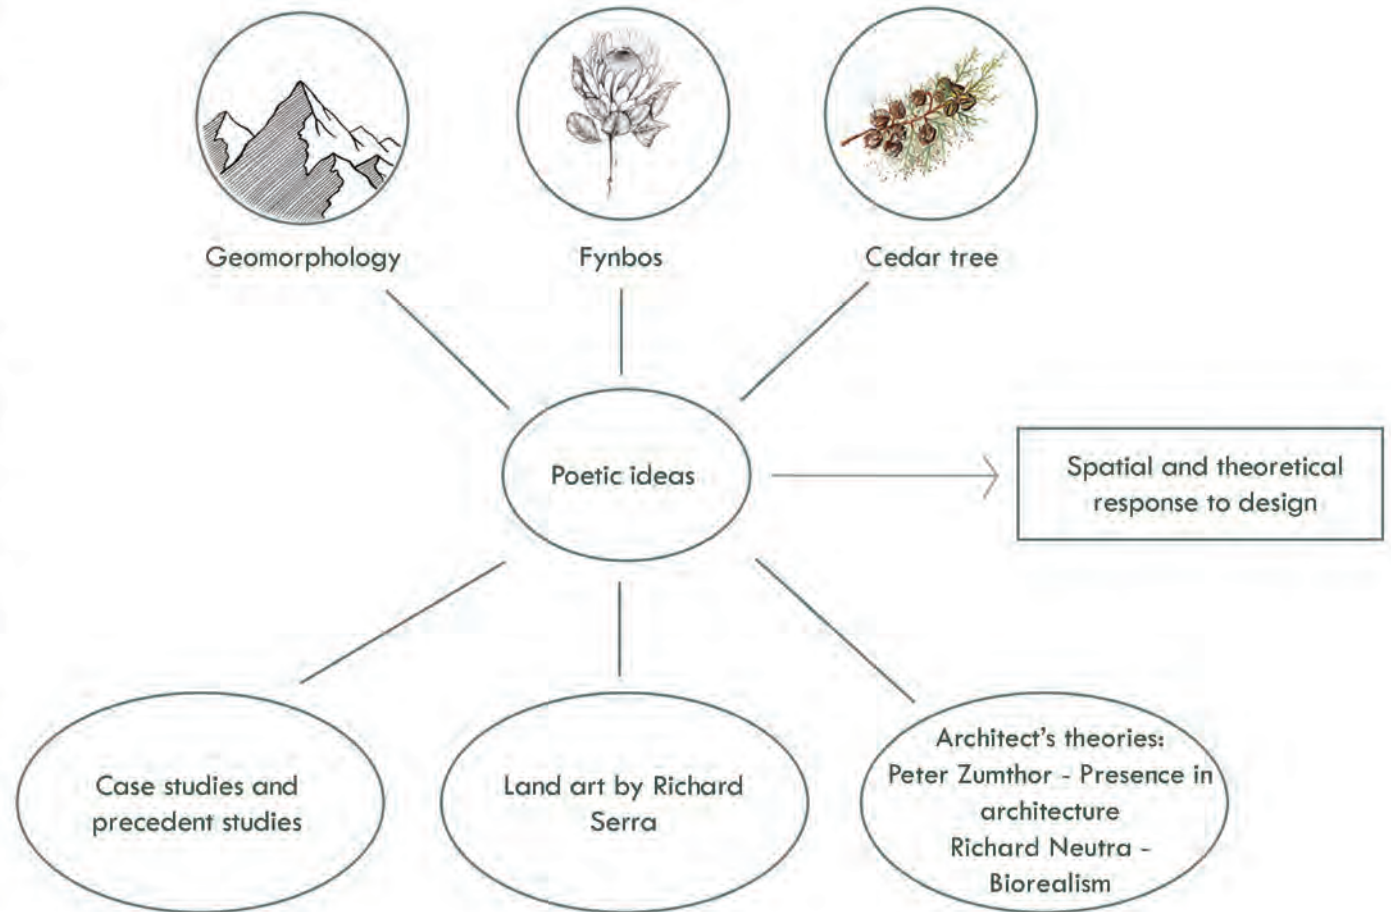 Geomorphology
Fynbos
Cedar tree
Poetic ideas
Spatial and theoretical
response to design
Case studies and
precedent studies
Land art by Richard
Serra
Architect's theories:
Peter Zumthor - Presence in
architecture
Richard Neutra -
Biorealism